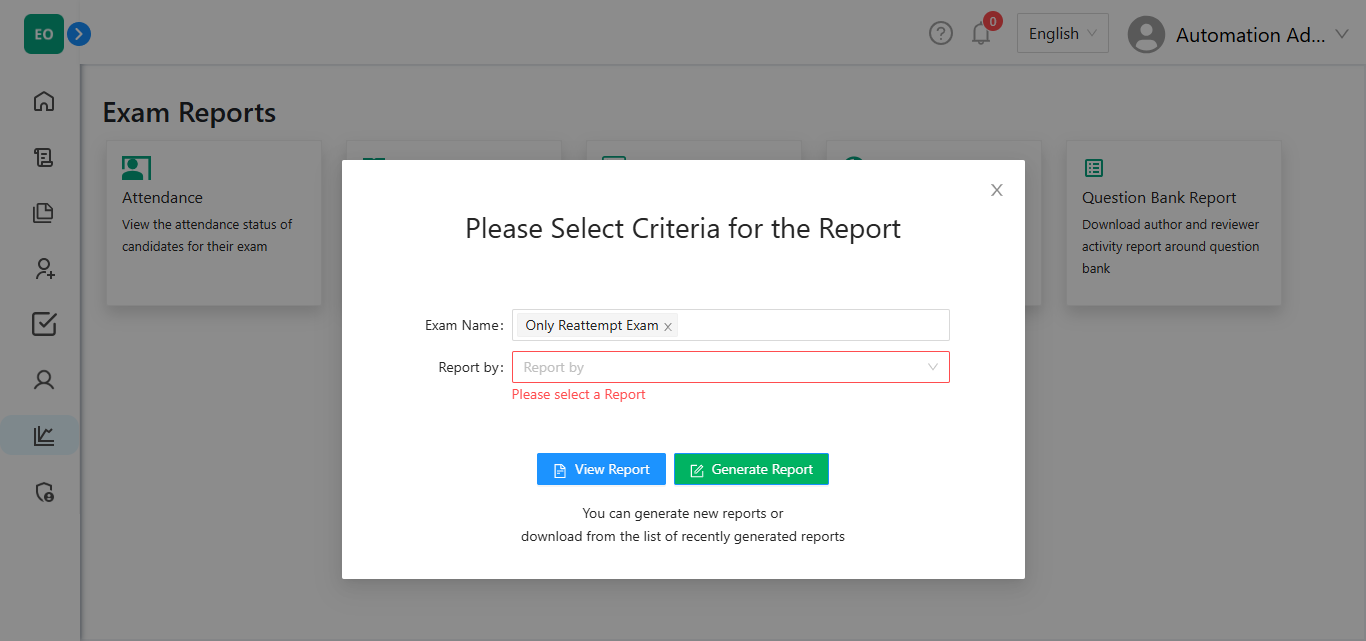 EO
0
English
Automation Ad...
Exam Reports
Attendance
View the attendance status of
candidates for their exam
Question Bank Report
Download author and reviewer
activity report around question
bank
Please Select Criteria for the Report
Exam Name:
Only Reattempt Exam
Report by:
Report by
Please select a Report
View Report
Generate Report
You can generate new reports or
download from the list of recently generated reports